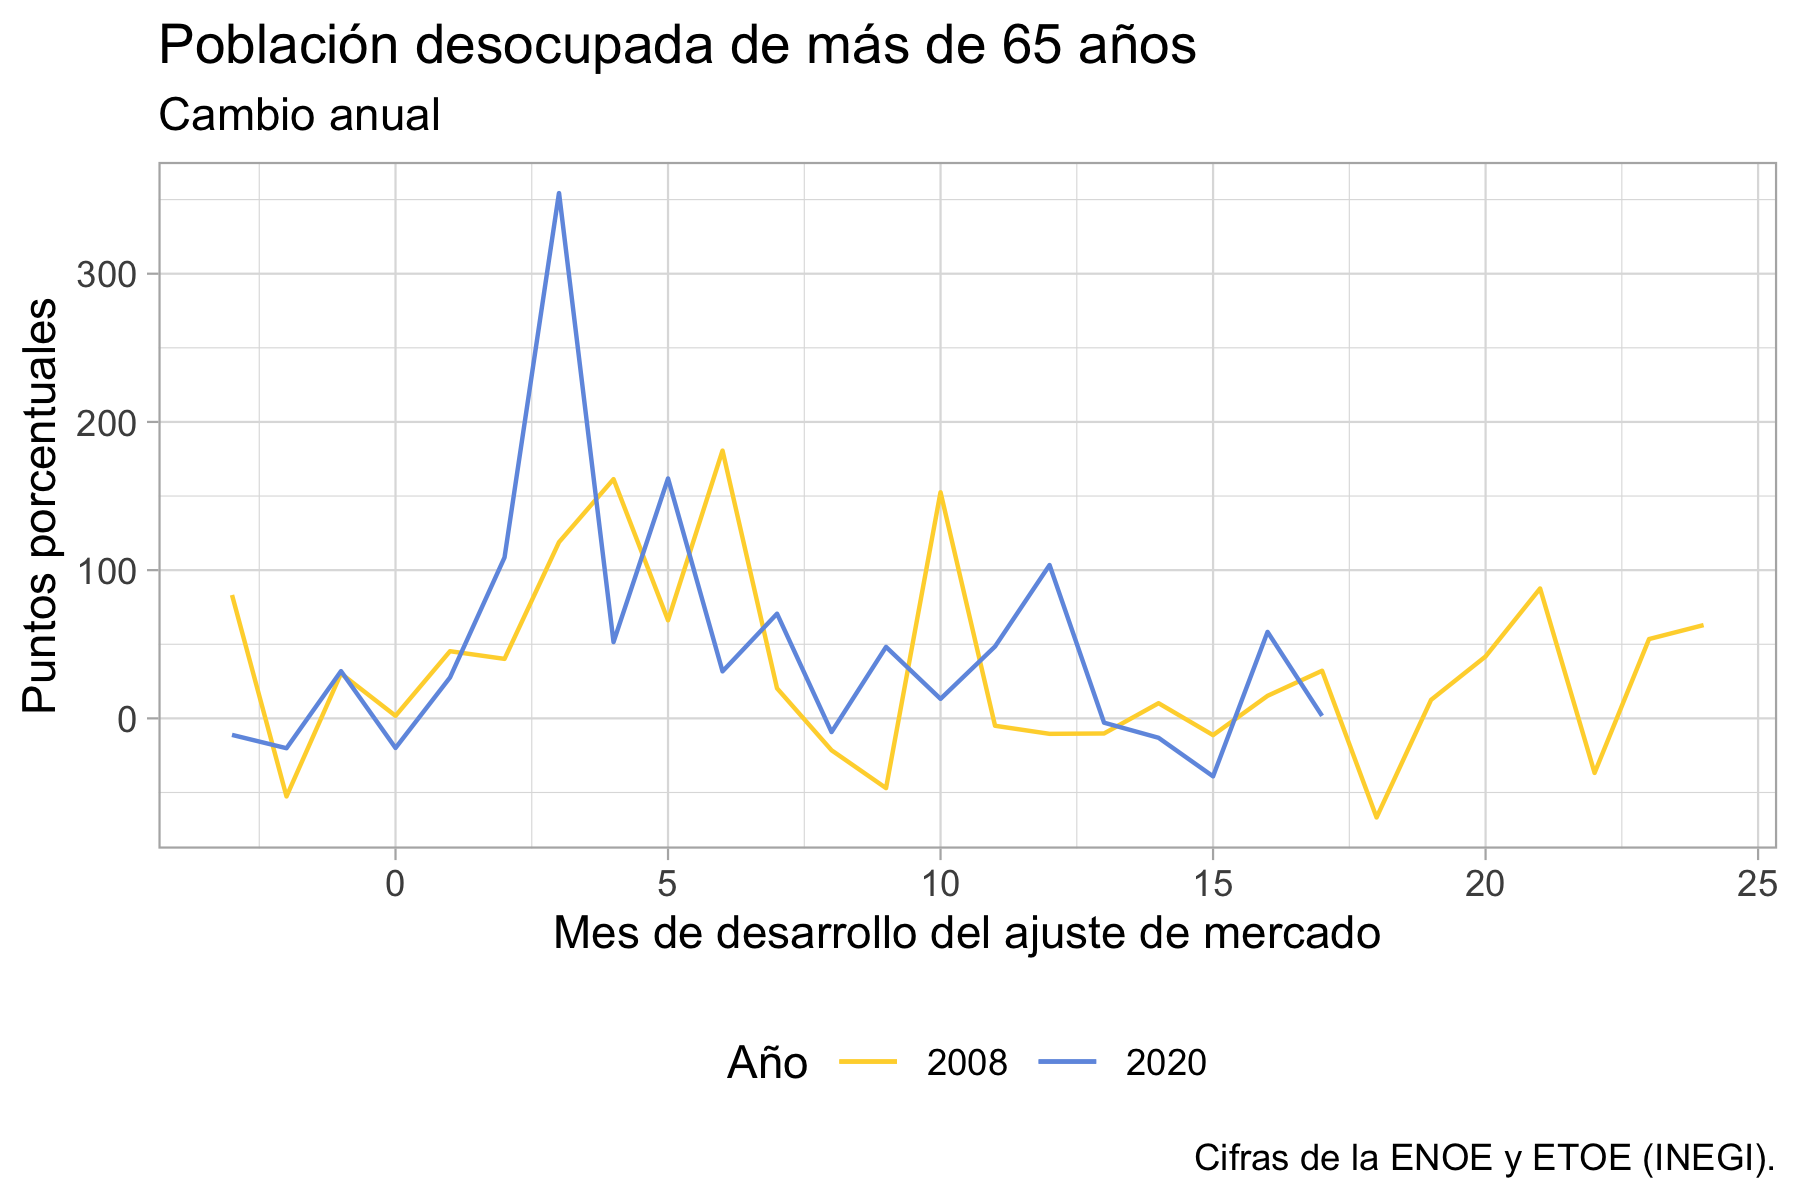 Población desocupada de más de 65 años
Cambio anual
Puntos porcentuales
300
200
100
0
0 5 10 15 20 25
Mes de desarrollo del ajuste de mercado
Año 2008 2020
Cifras de la ENOE y ETOE (INEGI).